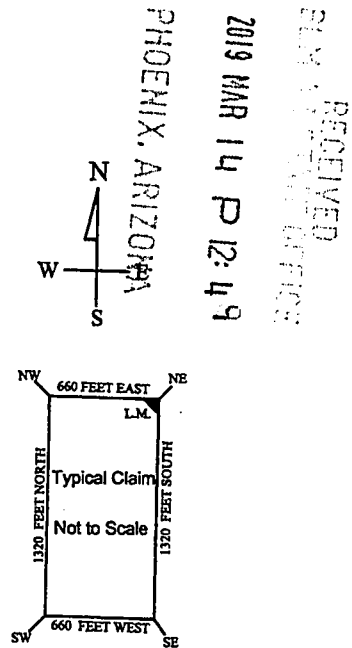 RECEIVED
OFFICE
2019 MAR 14 P 12:49
PHOENIX, ARIZONA
N
W E
S
NW 660 FEET EAST NE
L.M.
1320 FEET NORTH
Typical Claim
Not to Scale
1320 FEET SOUTH
SW 660 FEET WEST SE